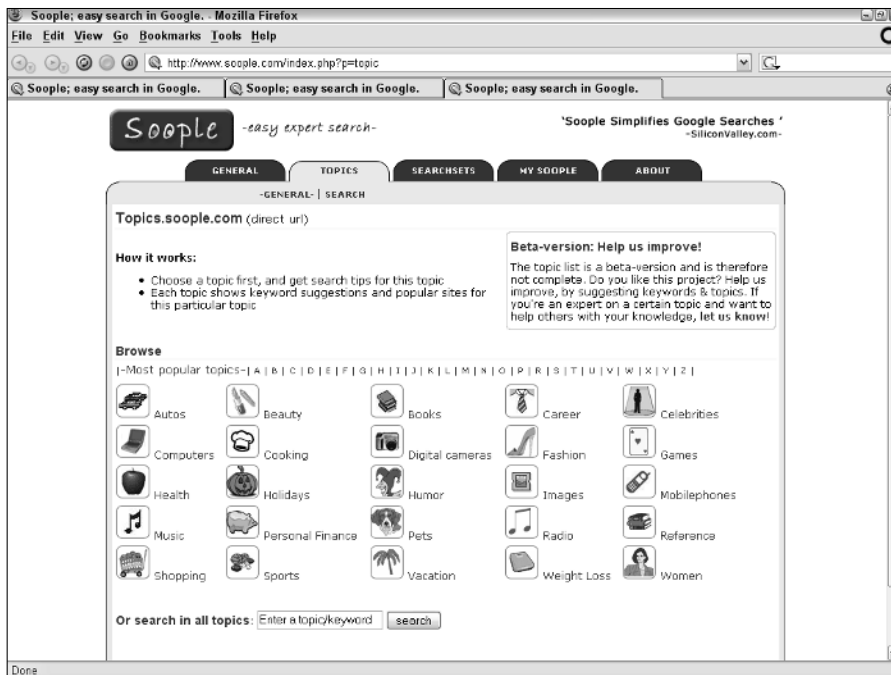 Soople; easy search in Google. - Mozilla Firefox
File Edit View Go Bookmarks Tools Help
http://www.soople.com/index.php?p=topic
Soople; easy search in Google. Soople; easy search in Google. Soople; easy search in Google.
Soople -easy expert search-
'Soople Simplifies Google Searches '
-SiliconValley.com-
GENERAL TOPICS SEARCHSETS MY SOOPLE ABOUT
-GENERAL- | SEARCH
Topics.soople.com (direct url)
How it works:
• Choose a topic first, and get search tips for this topic
• Each topic shows keyword suggestions and popular sites for
this particular topic
Beta-version: Help us improve!
The topic list is a beta-version and is therefore
not complete. Do you like this project? Help us
improve, by suggesting keywords & topics. If
you're an expert on a certain topic and want to
help others with your knowledge, let us know!
Browse
|-Most popular topics-| A | B | C | D | E | F | G | H | I | J | K | L | M | N | O | P | R | S | T | U | V | W | X | Y | Z |
Autos Beauty Books Career Celebrities
Computers Cooking Digital cameras Fashion Games
Health Holidays Humor Images Mobilephones
Music Personal Finance Pets Radio Reference
Shopping Sports Vacation Weight Loss Women
Or search in all topics: Enter a topic/keyword search
Done